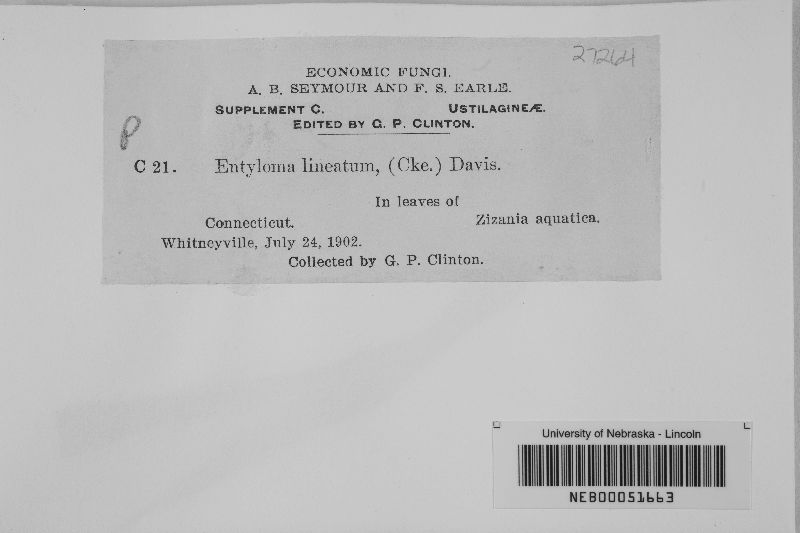 27264
ECONOMIC FUNGI.
A. B. SEYMOUR AND F. S. EARLE.
SUPPLEMENT C. USTILAGINEÆ.
EDITED BY G. P. CLINTON.
P
C 21. Entyloma lineatum, (Cke.) Davis.
In leaves of
Connecticut. Zizania aquatica.
Whitneyville, July 24, 1902.
Collected by G. P. Clinton.
University of Nebraska - Lincoln
NEB00051663